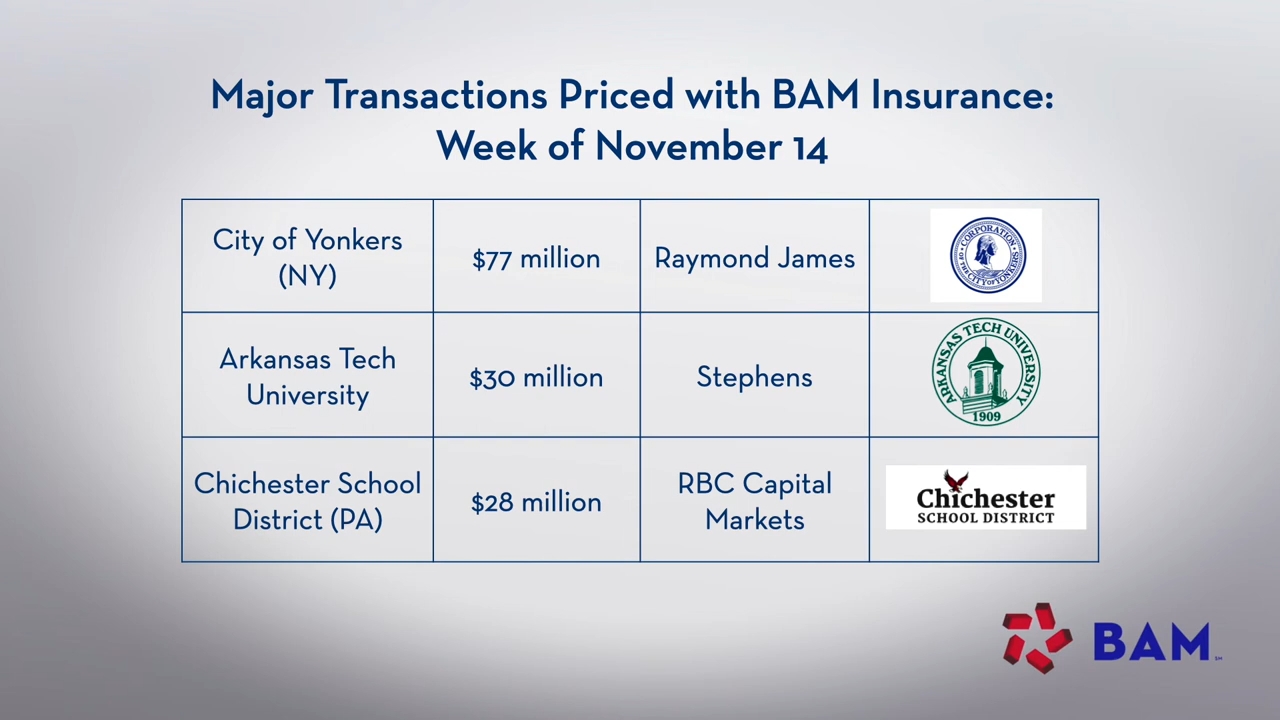 Major Transactions Priced with BAM Insurance:
Week of November 14
City of Yonkers
(NY)
$77 million
Raymond James
CORPORATION
OF THE CITY OF YONKERS
Arkansas Tech
University
$30 million
Stephens
ARKANSAS TECH UNIVERSITY
1909
Chichester School
District (PA)
$28 million
RBC Capital
Markets
Chichester
SCHOOL DISTRICT
BAM SM